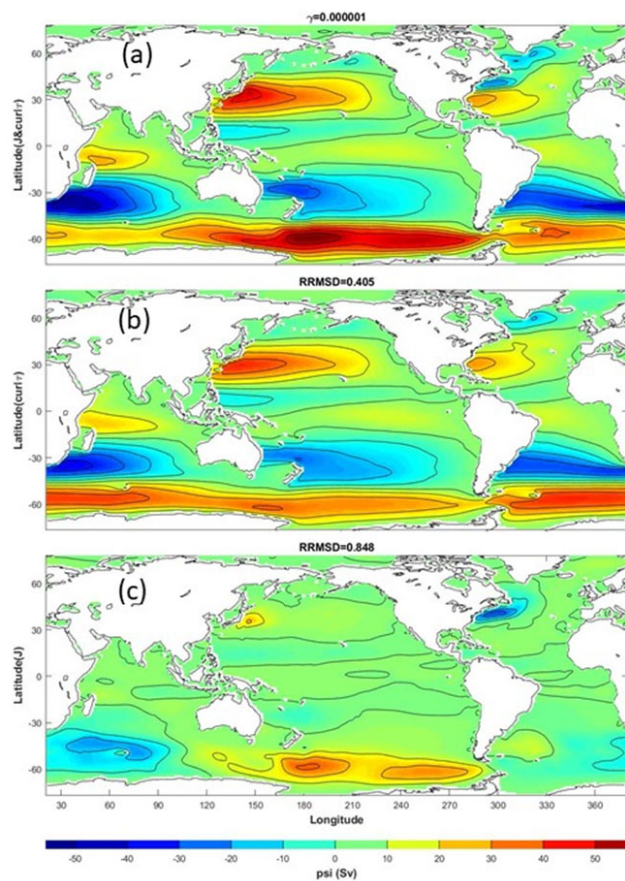 γ=0.000001
(a)
Latitude(J&curlτ)
60
30
0
-30
-60
RRMSD=0.405
(b)
Latitude(curlτ)
60
30
0
-30
-60
RRMSD=0.848
(c)
Latitude(J)
60
30
0
-30
-60
30 60 90 120 150 180 210 240 270 300 330 360
Longitude
-50 -40 -30 -20 -10 0 10 20 30 40 50
psi (Sv)